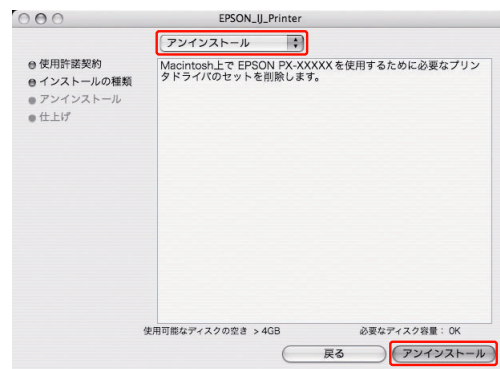 EPSON_IJ_Printer
アンインストール
使用許諾契約
インストールの種類
アンインストール
仕上げ
Macintosh上で EPSON PX-XXXXX を使用するために必要なプリン
タドライバのセットを削除します。
使用可能なディスクの空き > 4GB
必要なディスク容量： 0K
戻る
アンインストール